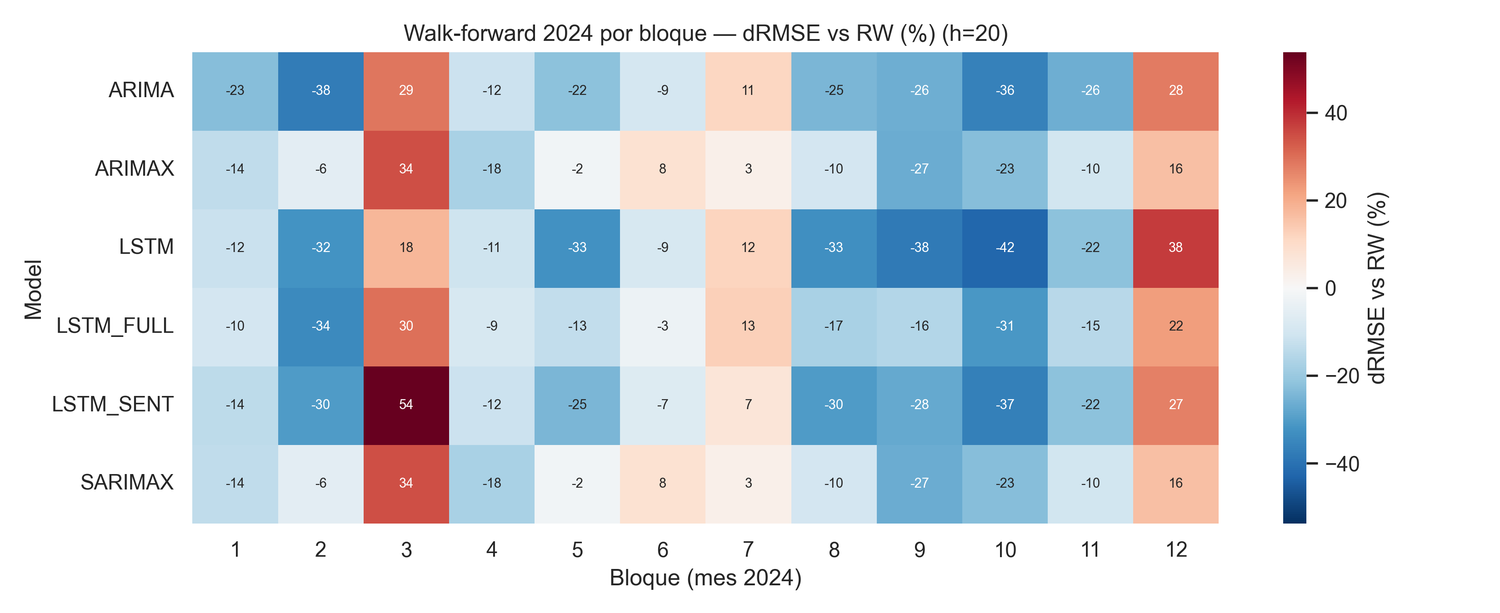 Walk-forward 2024 por bloque — dRMSE vs RW (%) (h=20)
Model
ARIMA -23 -38 29 -12 -22 -9 11 -25 -26 -36 -26 28
ARIMAX -14 -6 34 -18 -2 8 3 -10 -27 -23 -10 16
LSTM -12 -32 18 -11 -33 -9 12 -33 -38 -42 -22 38
LSTM_FULL -10 -34 30 -9 -13 -3 13 -17 -16 -31 -15 22
LSTM_SENT -14 -30 54 -12 -25 -7 7 -30 -28 -37 -22 27
SARIMAX -14 -6 34 -18 -2 8 3 -10 -27 -23 -10 16
1 2 3 4 5 6 7 8 9 10 11 12
Bloque (mes 2024)
40
20
0
−20
−40
dRMSE vs RW (%)